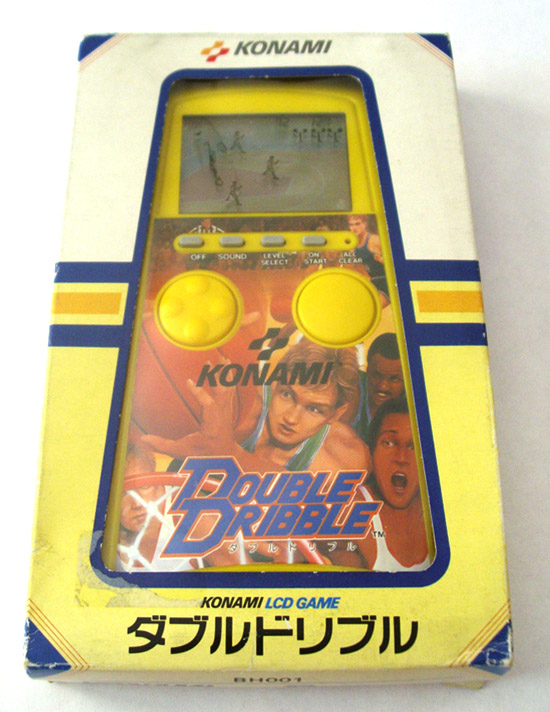 KONAMI
OFF SOUND LEVEL SELECT ON START ALL CLEAR
KONAMI
DOUBLE
DRIBBLE™
ダブルドリブル
KONAMI LCD GAME
ダブルドリブル
BH001